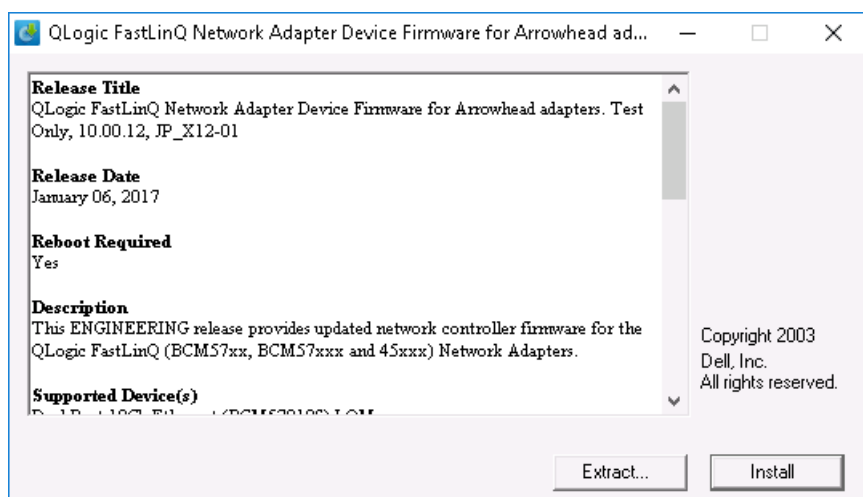 QLogic FastLinQ Network Adapter Device Firmware for Arrowhead ad...
Release Title
QLogic FastLinQ Network Adapter Device Firmware for Arrowhead adapters. Test
Only, 10.00.12, JP_X12-01
Release Date
January 06, 2017
Reboot Required
Yes
Description
This ENGINEERING release provides updated network controller firmware for the
QLogic FastLinQ (BCM57xx, BCM57xxx and 45xxx) Network Adapters.
Supported Device(s)
Copyright 2003
Dell, Inc.
All rights reserved.
Extract...
Install